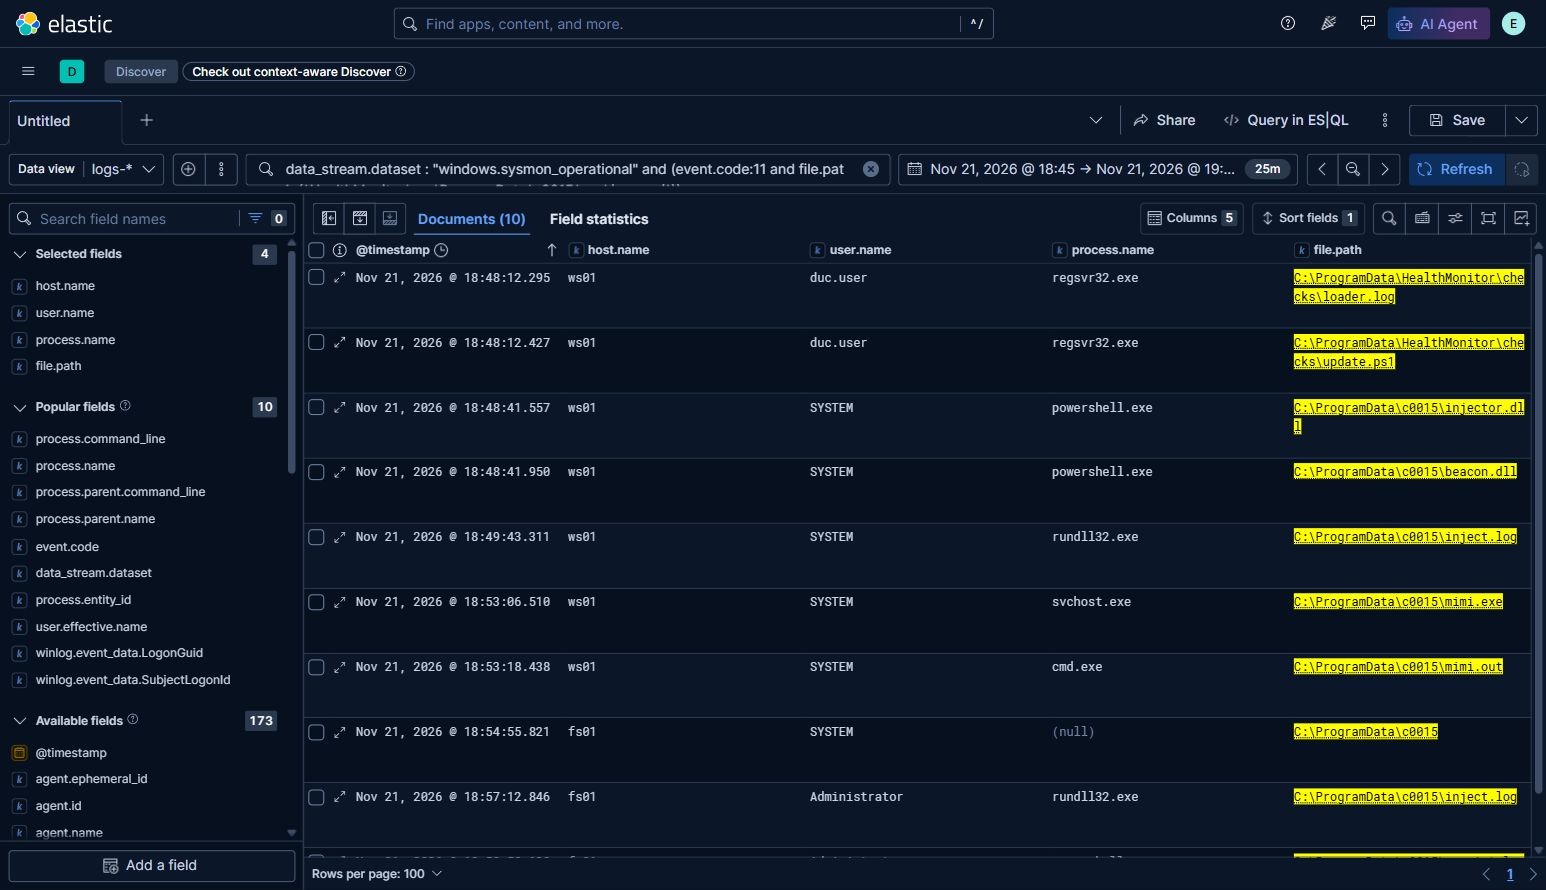 elastic
Find apps, content, and more.
^/
AI Agent
E
D
Discover
Check out context-aware Discover
Untitled
Share
Query in ES|QL
Save
Data view
logs-*
data_stream.dataset : "windows.sysmon_operational" and (event.code:11 and file.pat
Nov 21, 2026 @ 18:45 → Nov 21, 2026 @ 19:...
25m
Refresh
Search field names
0
Documents (10)
Field statistics
Columns 5
Sort fields 1
Selected fields 4
k host.name
k user.name
k process.name
k file.path
Popular fields 10
k process.command_line
k process.name
k process.parent.command_line
k process.parent.name
k event.code
k data_stream.dataset
k process.entity_id
k user.effective.name
k winlog.event_data.LogonGuid
k winlog.event_data.SubjectLogonId
Available fields 173
@timestamp
k agent.ephemeral_id
k agent.id
k agent.name
Add a field
@timestamp k host.name k user.name k process.name k file.path
Nov 21, 2026 @ 18:48:12.295 ws01 duc.user regsvr32.exe C:\ProgramData\HealthMonitor\che
cks\loader.log
Nov 21, 2026 @ 18:48:12.427 ws01 duc.user regsvr32.exe C:\ProgramData\HealthMonitor\che
cks\update.ps1
Nov 21, 2026 @ 18:48:41.557 ws01 SYSTEM powershell.exe C:\ProgramData\c0015\injector.dl
l
Nov 21, 2026 @ 18:48:41.950 ws01 SYSTEM powershell.exe C:\ProgramData\c0015\beacon.dll
Nov 21, 2026 @ 18:49:43.311 ws01 SYSTEM rundll32.exe C:\ProgramData\c0015\inject.log
Nov 21, 2026 @ 18:53:06.510 ws01 SYSTEM svchost.exe C:\ProgramData\c0015\mimi.exe
Nov 21, 2026 @ 18:53:18.438 ws01 SYSTEM cmd.exe C:\ProgramData\c0015\mimi.out
Nov 21, 2026 @ 18:54:55.821 fs01 SYSTEM (null) C:\ProgramData\c0015
Nov 21, 2026 @ 18:57:12.846 fs01 Administrator rundll32.exe C:\ProgramData\c0015\inject.log
Rows per page: 100
1